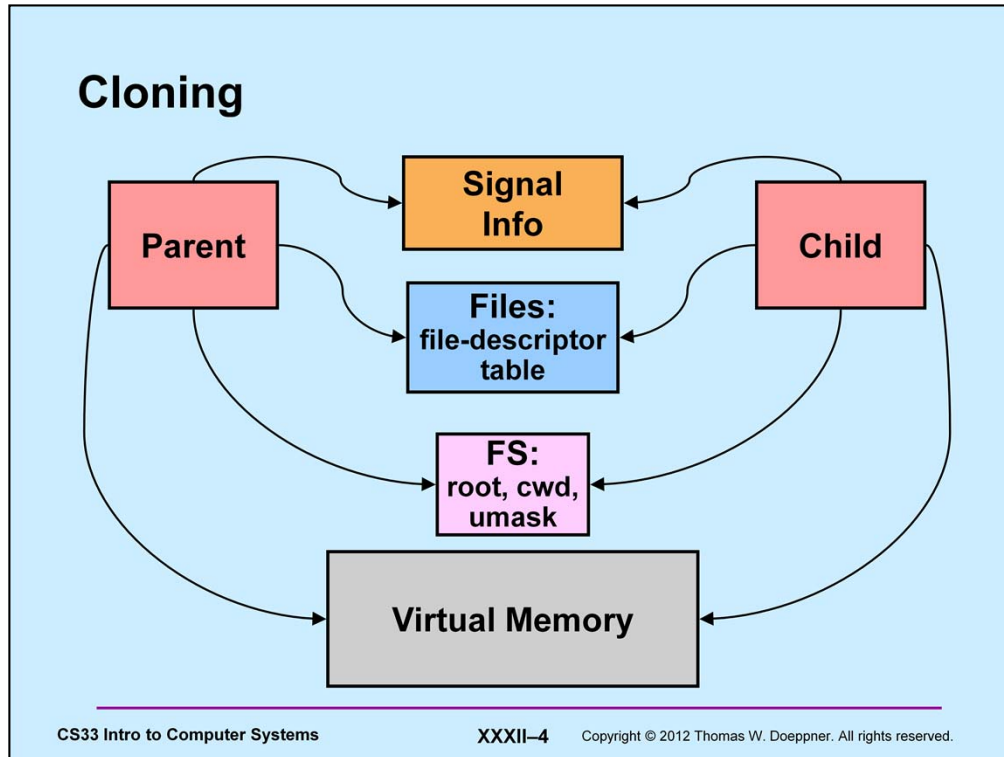 Cloning
Signal
Info
Parent
Child
Files:
file-descriptor
table
FS:
root, cwd,
umask
Virtual Memory
CS33 Intro to Computer Systems
XXXII–4
Copyright © 2012 Thomas W. Doeppner. All rights reserved.